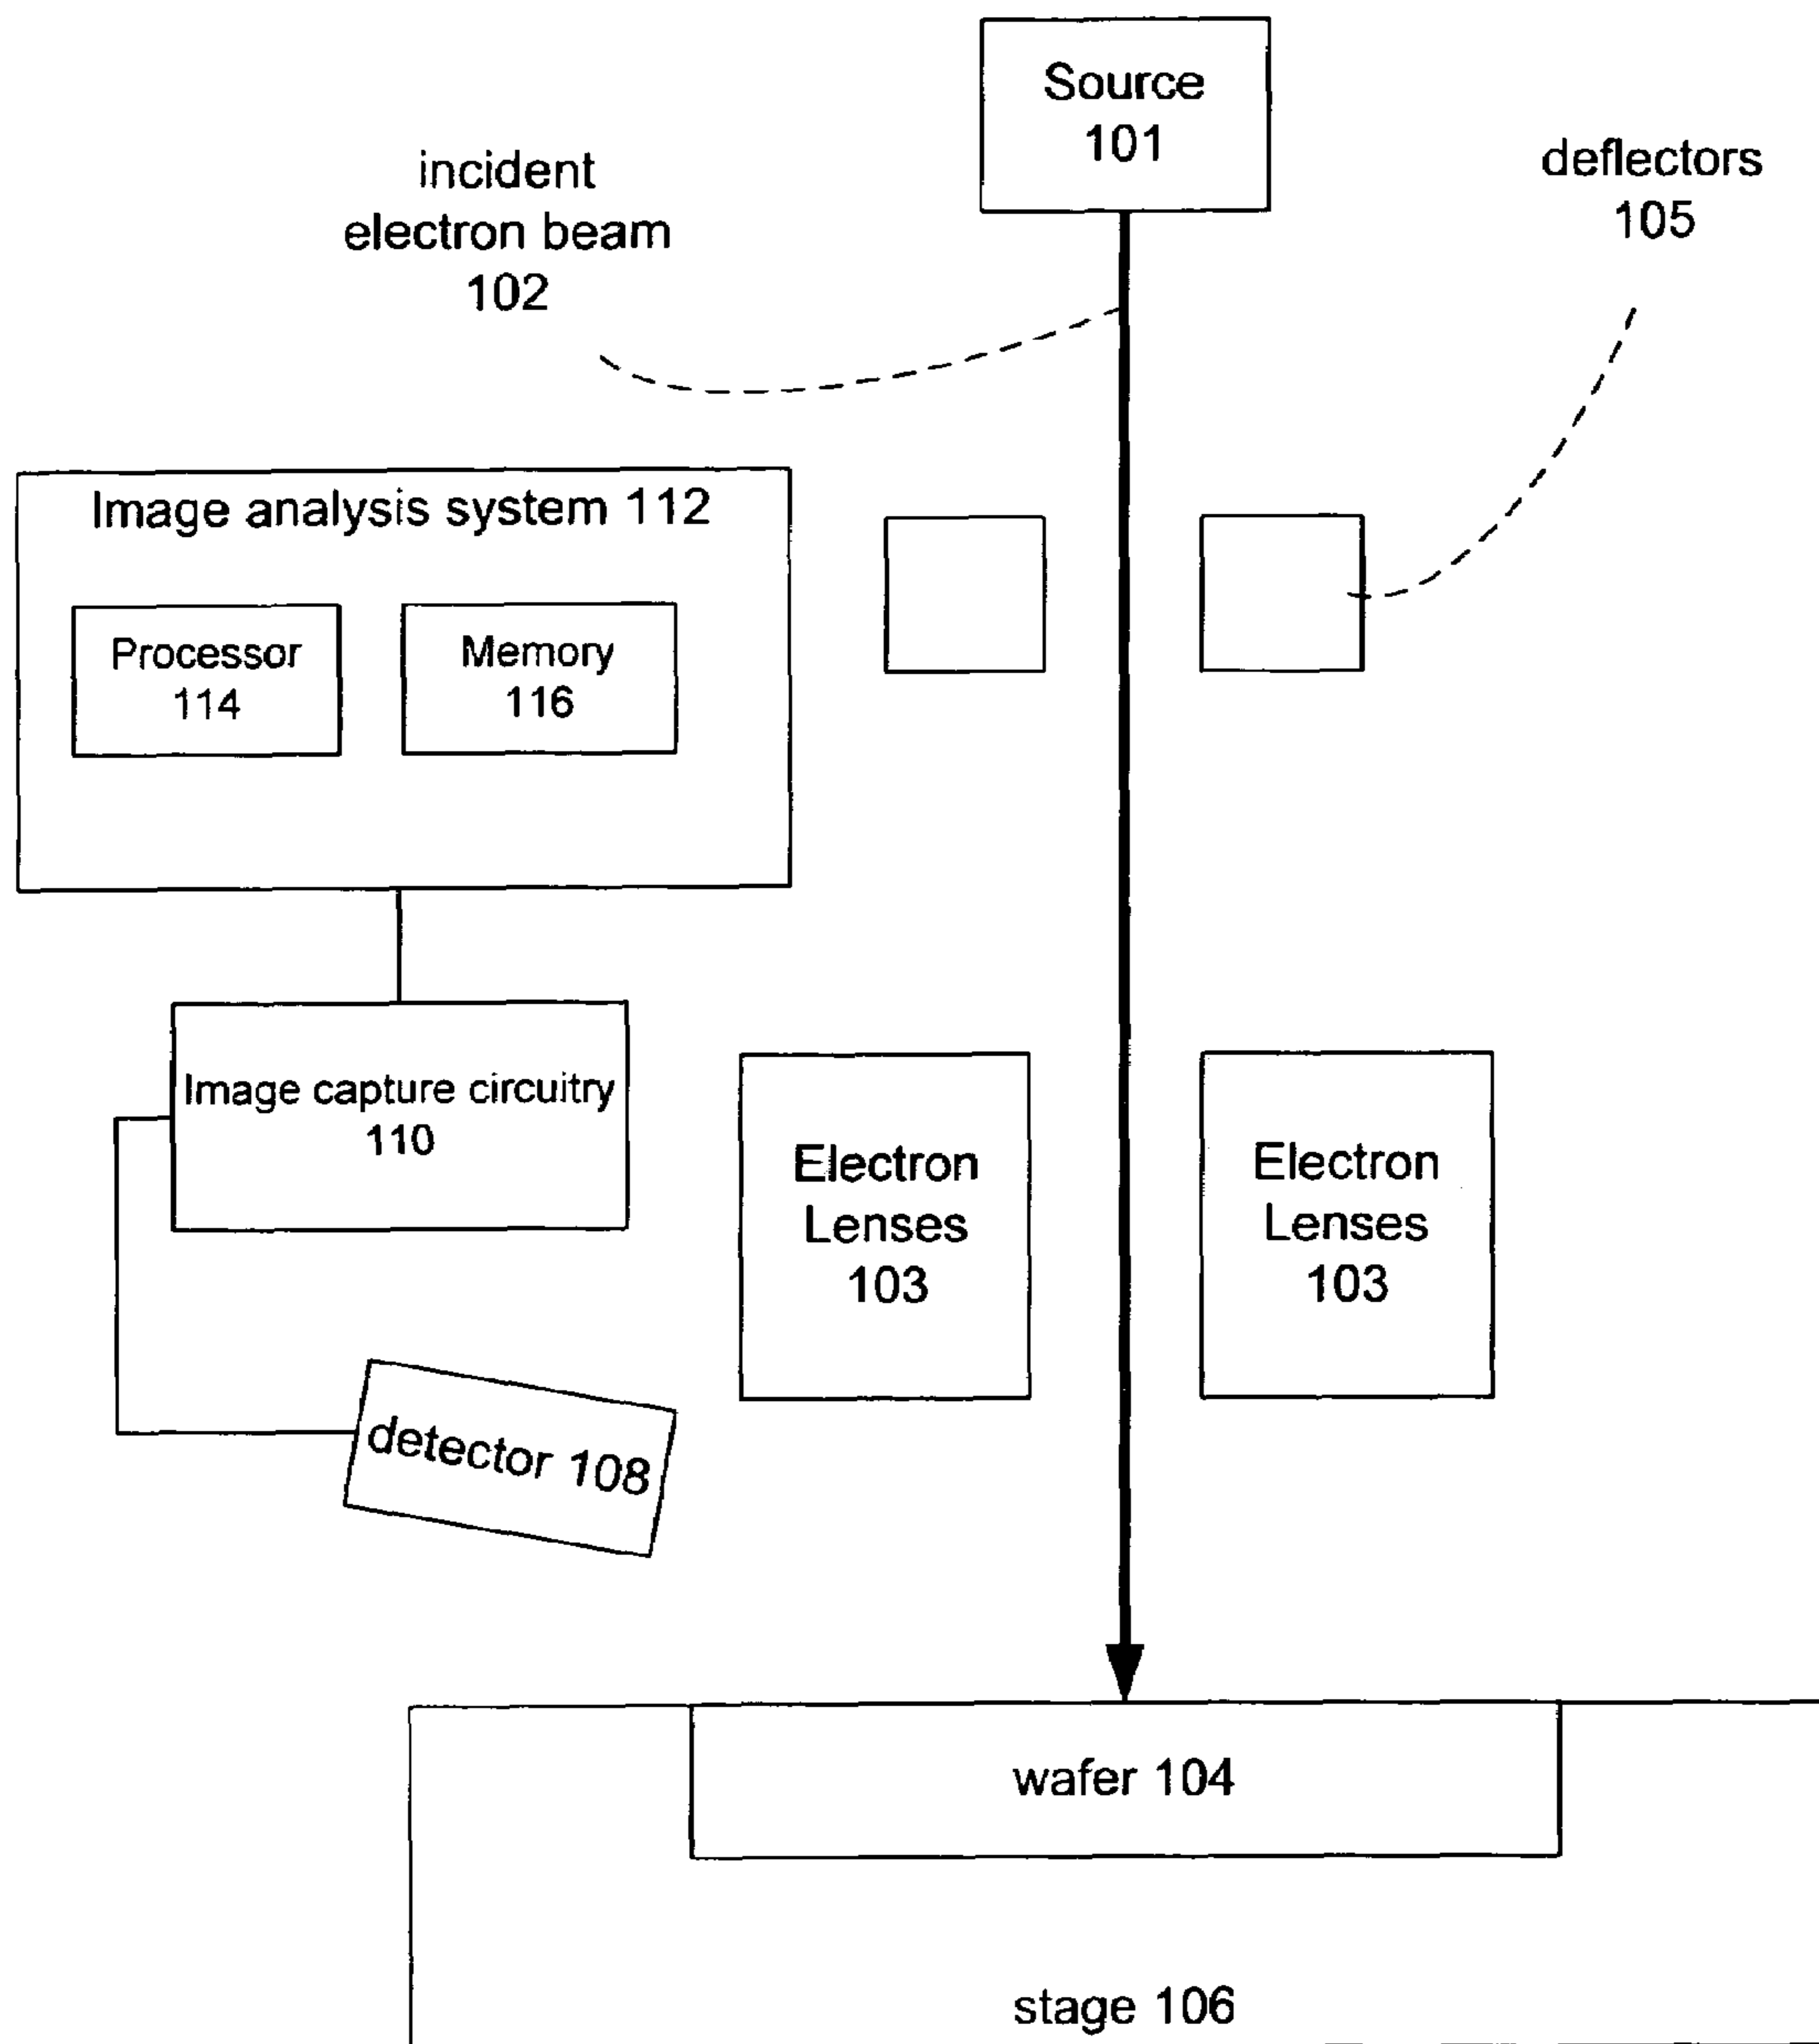 Source
101
incident
electron beam
102
deflectors
105
Image analysis system 112
Processor
114
Memory
116
Image capture circuitry
110
Electron
Lenses
103
Electron
Lenses
103
detector 108
wafer 104
stage 106